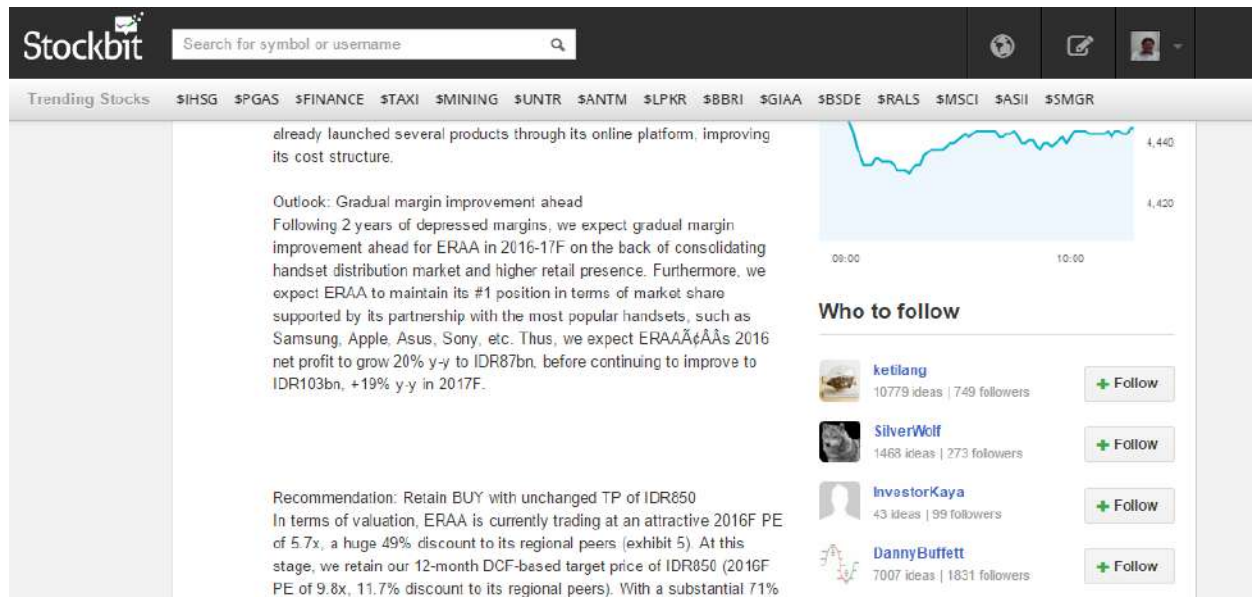 Stockbit
Search for symbol or username
Trending Stocks $IHSG $PGAS $FINANCE $TAXI $MINING $UNTR $ANTM $LPKR $BBRI $GIAA $BSDE $RALS $MSCI $ASII $SMGR
already launched several products through its online platform, improving
its cost structure.
Outlook: Gradual margin improvement ahead
Following 2 years of depressed margins, we expect gradual margin
improvement ahead for ERAA in 2016-17F on the back of consolidating
handset distribution market and higher retail presence. Furthermore, we
expect ERAA to maintain its #1 position in terms of market share
supported by its partnership with the most popular handsets, such as
Samsung, Apple, Asus, Sony, etc. Thus, we expect ERAAÃ¢ÂÂs 2016
net profit to grow 20% y-y to IDR87bn, before continuing to improve to
IDR103bn, +19% y-y in 2017F.
Recommendation: Retain BUY with unchanged TP of IDR850
In terms of valuation, ERAA is currently trading at an attractive 2016F PE
of 5.7x, a huge 49% discount to its regional peers (exhibit 5). At this
stage, we retain our 12-month DCF-based target price of IDR850 (2016F
PE of 9.8x, 11.7% discount to its regional peers). With a substantial 71%
4,440
4,420
09:00 10:00
Who to follow
ketilang
10779 ideas | 749 followers
+ Follow
SilverWolf
1468 ideas | 273 followers
+ Follow
InvestorKaya
43 ideas | 99 followers
+ Follow
DannyBuffett
7007 ideas | 1831 followers
+ Follow